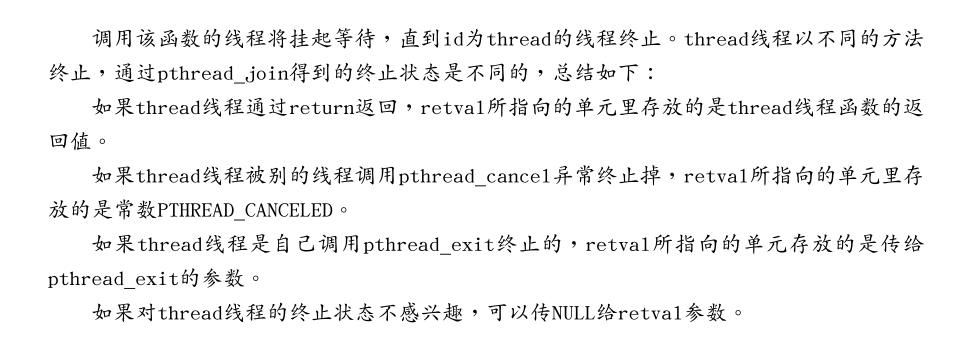 调用该函数的线程将挂起等待，直到id为thread的线程终止。thread线程以不同的方法
终止，通过pthread_join得到的终止状态是不同的，总结如下：
如果thread线程通过return返回，retval所指向的单元里存放的是thread线程函数的返
回值。
如果thread线程被别的线程调用pthread_cancel异常终止掉，retval所指向的单元里存
放的是常数PTHREAD_CANCELED。
如果thread线程是自己调用pthread_exit终止的，retval所指向的单元存放的是传给
pthread_exit的参数。
如果对thread线程的终止状态不感兴趣，可以传NULL给retval参数。